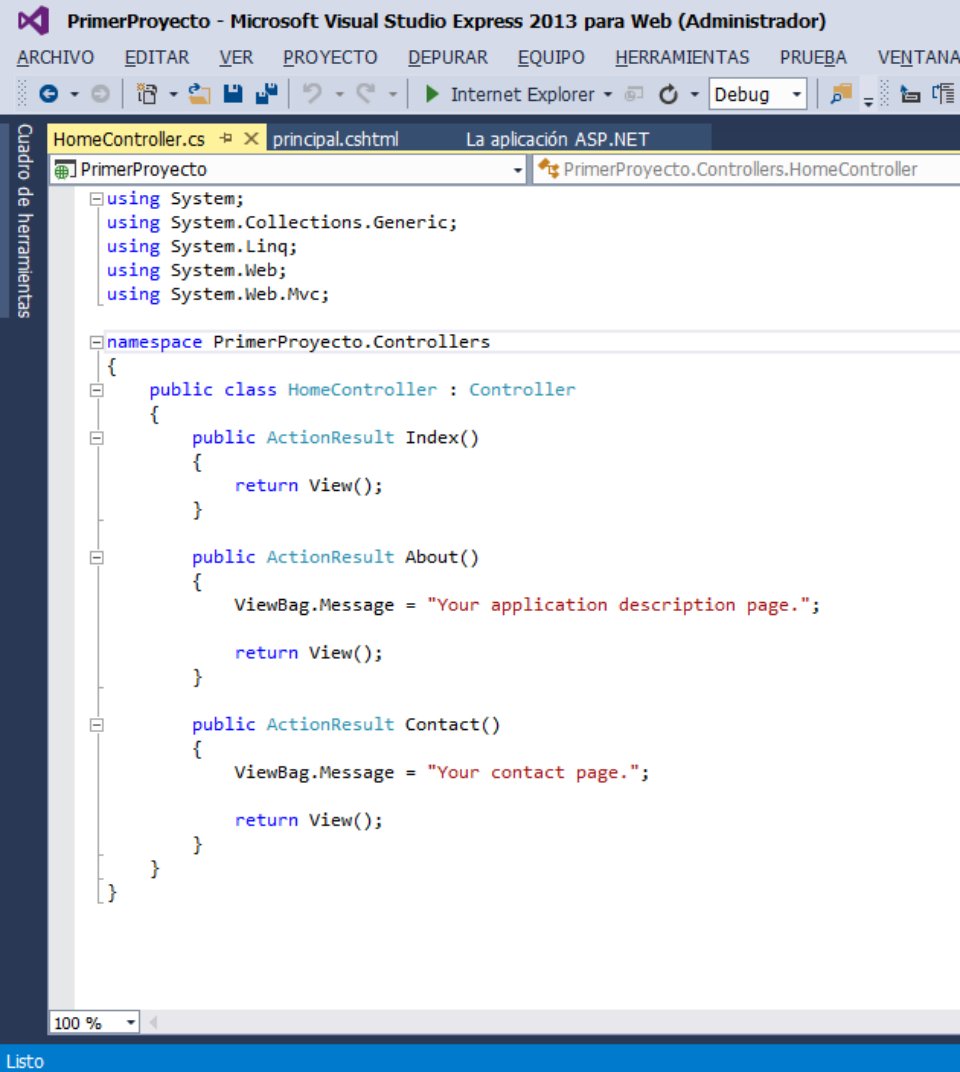 PrimerProyecto - Microsoft Visual Studio Express 2013 para Web (Administrador)
ARCHIVO EDITAR VER PROYECTO DEPURAR EQUIPO HERRAMIENTAS PRUEBA VENTANA
Internet Explorer Debug
Cuadro de herramientas
HomeController.cs principal.cshtml La aplicación ASP.NET
PrimerProyecto PrimerProyecto.Controllers.HomeController
using System;
using System.Collections.Generic;
using System.Linq;
using System.Web;
using System.Web.Mvc;
namespace PrimerProyecto.Controllers
{
public class HomeController : Controller
{
public ActionResult Index()
{
return View();
}
public ActionResult About()
{
ViewBag.Message = "Your application description page.";
return View();
}
public ActionResult Contact()
{
ViewBag.Message = "Your contact page.";
return View();
}
}
}
100 %
Listo